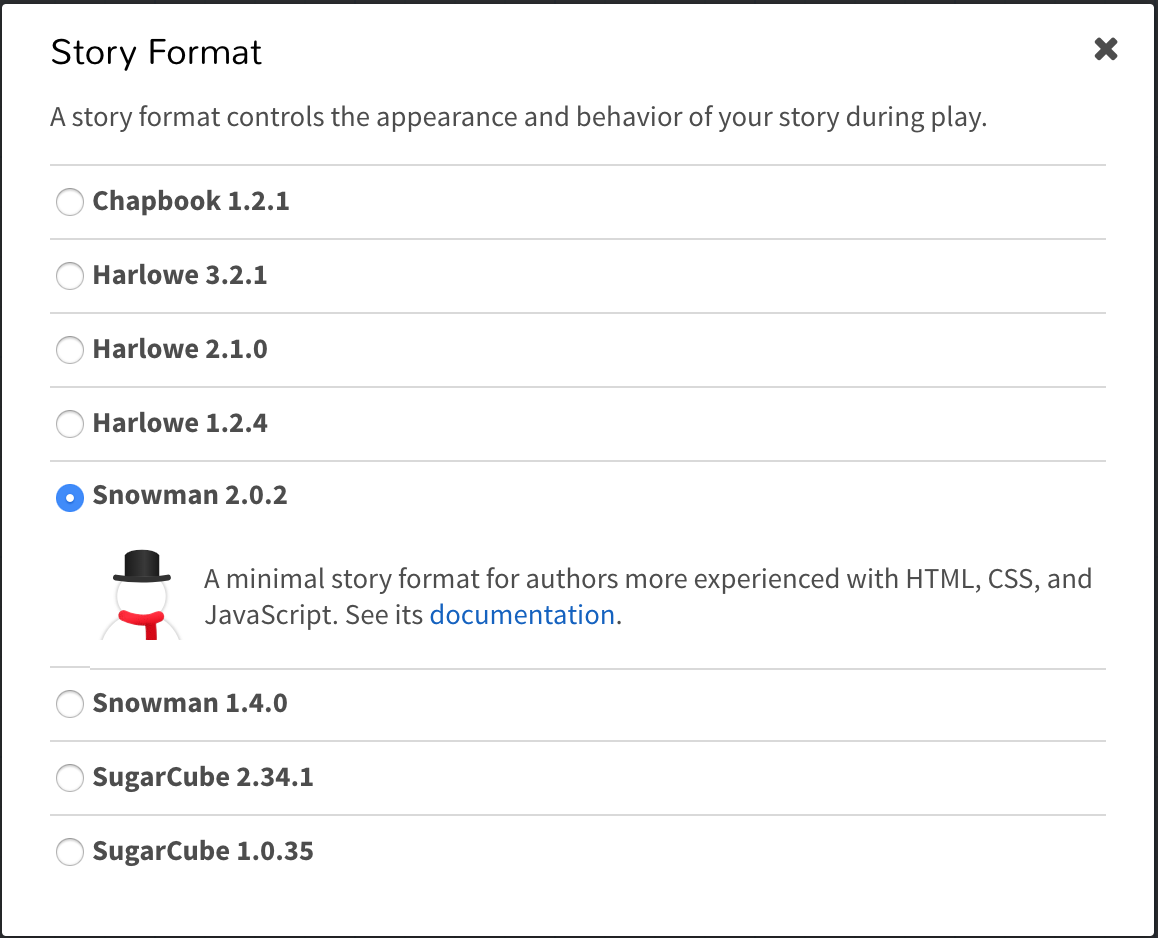 Story Format
A story format controls the appearance and behavior of your story during play.
Chapbook 1.2.1
Harlowe 3.2.1
Harlowe 2.1.0
Harlowe 1.2.4
Snowman 2.0.2
A minimal story format for authors more experienced with HTML, CSS, and
JavaScript. See its documentation.
Snowman 1.4.0
SugarCube 2.34.1
SugarCube 1.0.35